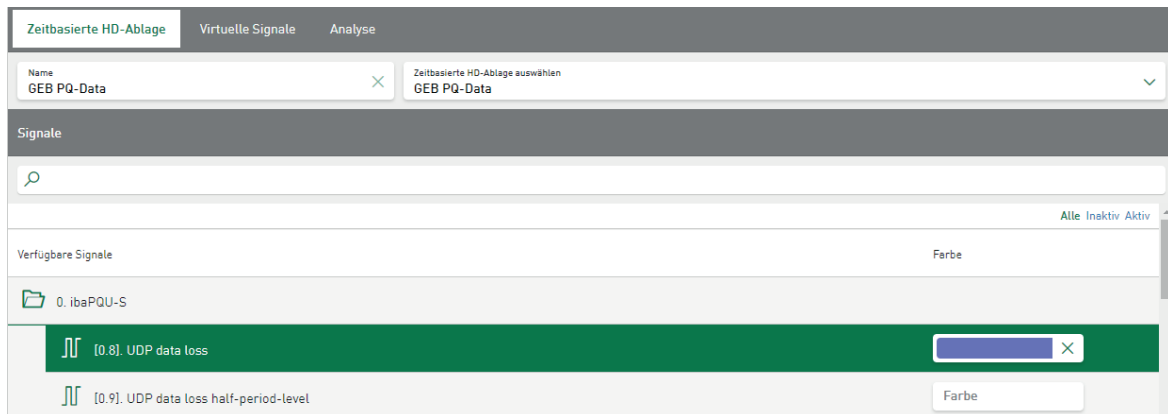 Zeitbasierte HD-Ablage Virtuelle Signale Analyse
Name
GEB PQ-Data
Zeitbasierte HD-Ablage auswählen
GEB PQ-Data
Signale
Alle Inaktiv Aktiv
Verfügbare Signale Farbe
0. ibaPQU-S
[0.8]. UDP data loss
[0.9]. UDP data loss half-period-level Farbe